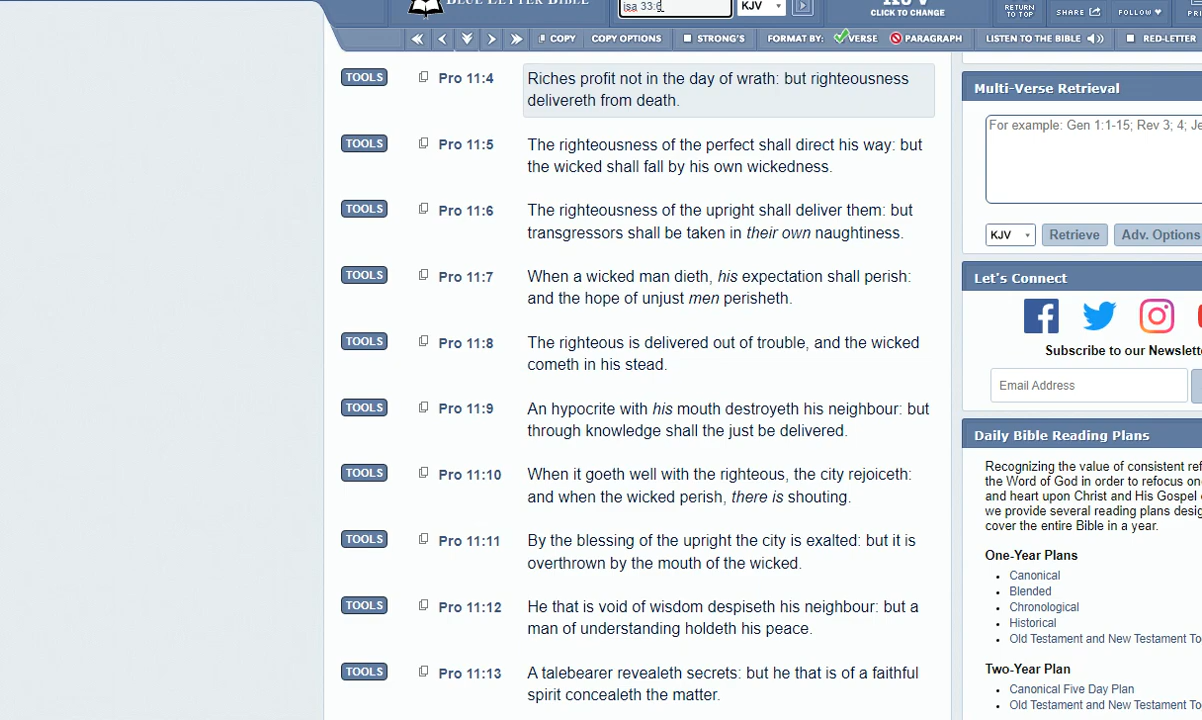 BLUE LETTER BIBLE
isa 33:6
KJV
CLICK TO CHANGE
RETURN
TO TOP
SHARE
FOLLOW
PRI
COPY
COPY OPTIONS
STRONG'S
FORMAT BY:
VERSE
PARAGRAPH
LISTEN TO THE BIBLE
RED-LETTER
TOOLS
Pro 11:4
Riches profit not in the day of wrath: but righteousness
delivereth from death.
TOOLS
Pro 11:5
The righteousness of the perfect shall direct his way: but
the wicked shall fall by his own wickedness.
TOOLS
Pro 11:6
The righteousness of the upright shall deliver them: but
transgressors shall be taken in their own naughtiness.
TOOLS
Pro 11:7
When a wicked man dieth, his expectation shall perish:
and the hope of unjust men perisheth.
TOOLS
Pro 11:8
The righteous is delivered out of trouble, and the wicked
cometh in his stead.
TOOLS
Pro 11:9
An hypocrite with his mouth destroyeth his neighbour: but
through knowledge shall the just be delivered.
TOOLS
Pro 11:10
When it goeth well with the righteous, the city rejoiceth:
and when the wicked perish, there is shouting.
TOOLS
Pro 11:11
By the blessing of the upright the city is exalted: but it is
overthrown by the mouth of the wicked.
TOOLS
Pro 11:12
He that is void of wisdom despiseth his neighbour: but a
man of understanding holdeth his peace.
TOOLS
Pro 11:13
A talebearer revealeth secrets: but he that is of a faithful
spirit concealeth the matter.
Multi-Verse Retrieval
For example: Gen 1:1-15; Rev 3; 4; Je
KJV
Retrieve
Adv. Options
Let's Connect
Subscribe to our Newslett
Email Address
Daily Bible Reading Plans
Recognizing the value of consistent ref
the Word of God in order to refocus on
and heart upon Christ and His Gospel
we provide several reading plans desig
cover the entire Bible in a year.
One-Year Plans
Canonical
Blended
Chronological
Historical
Old Testament and New Testament To
Two-Year Plan
Canonical Five Day Plan
Old Testament and New Testament To